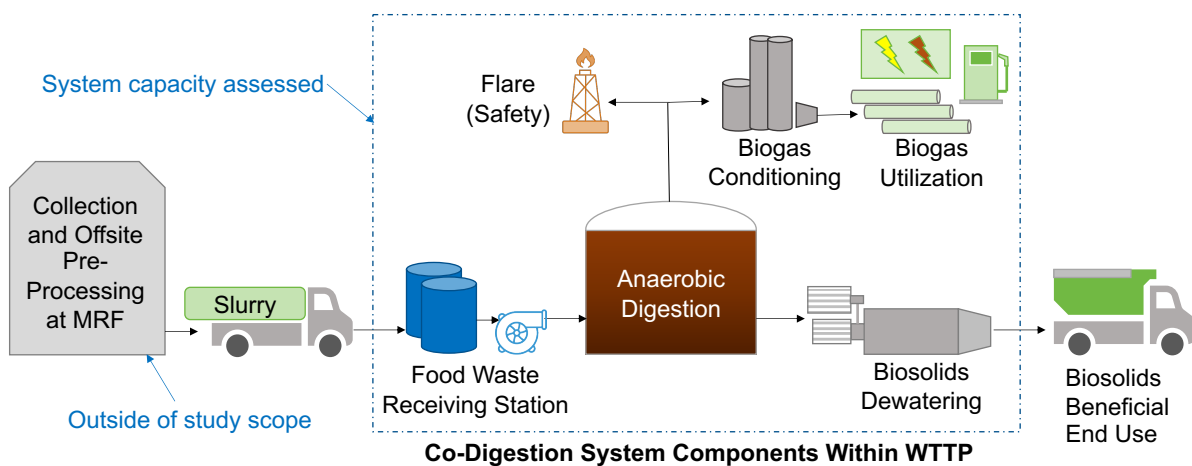 System capacity assessed
Flare
(Safety)
Biogas
Conditioning
Biogas
Utilization
Collection
and Offsite
Pre-
Processing
at MRF
Slurry
Anaerobic
Digestion
Food Waste
Receiving Station
Biosolids
Dewatering
Biosolids
Beneficial
End Use
Outside of study scope
Co-Digestion System Components Within WTTP